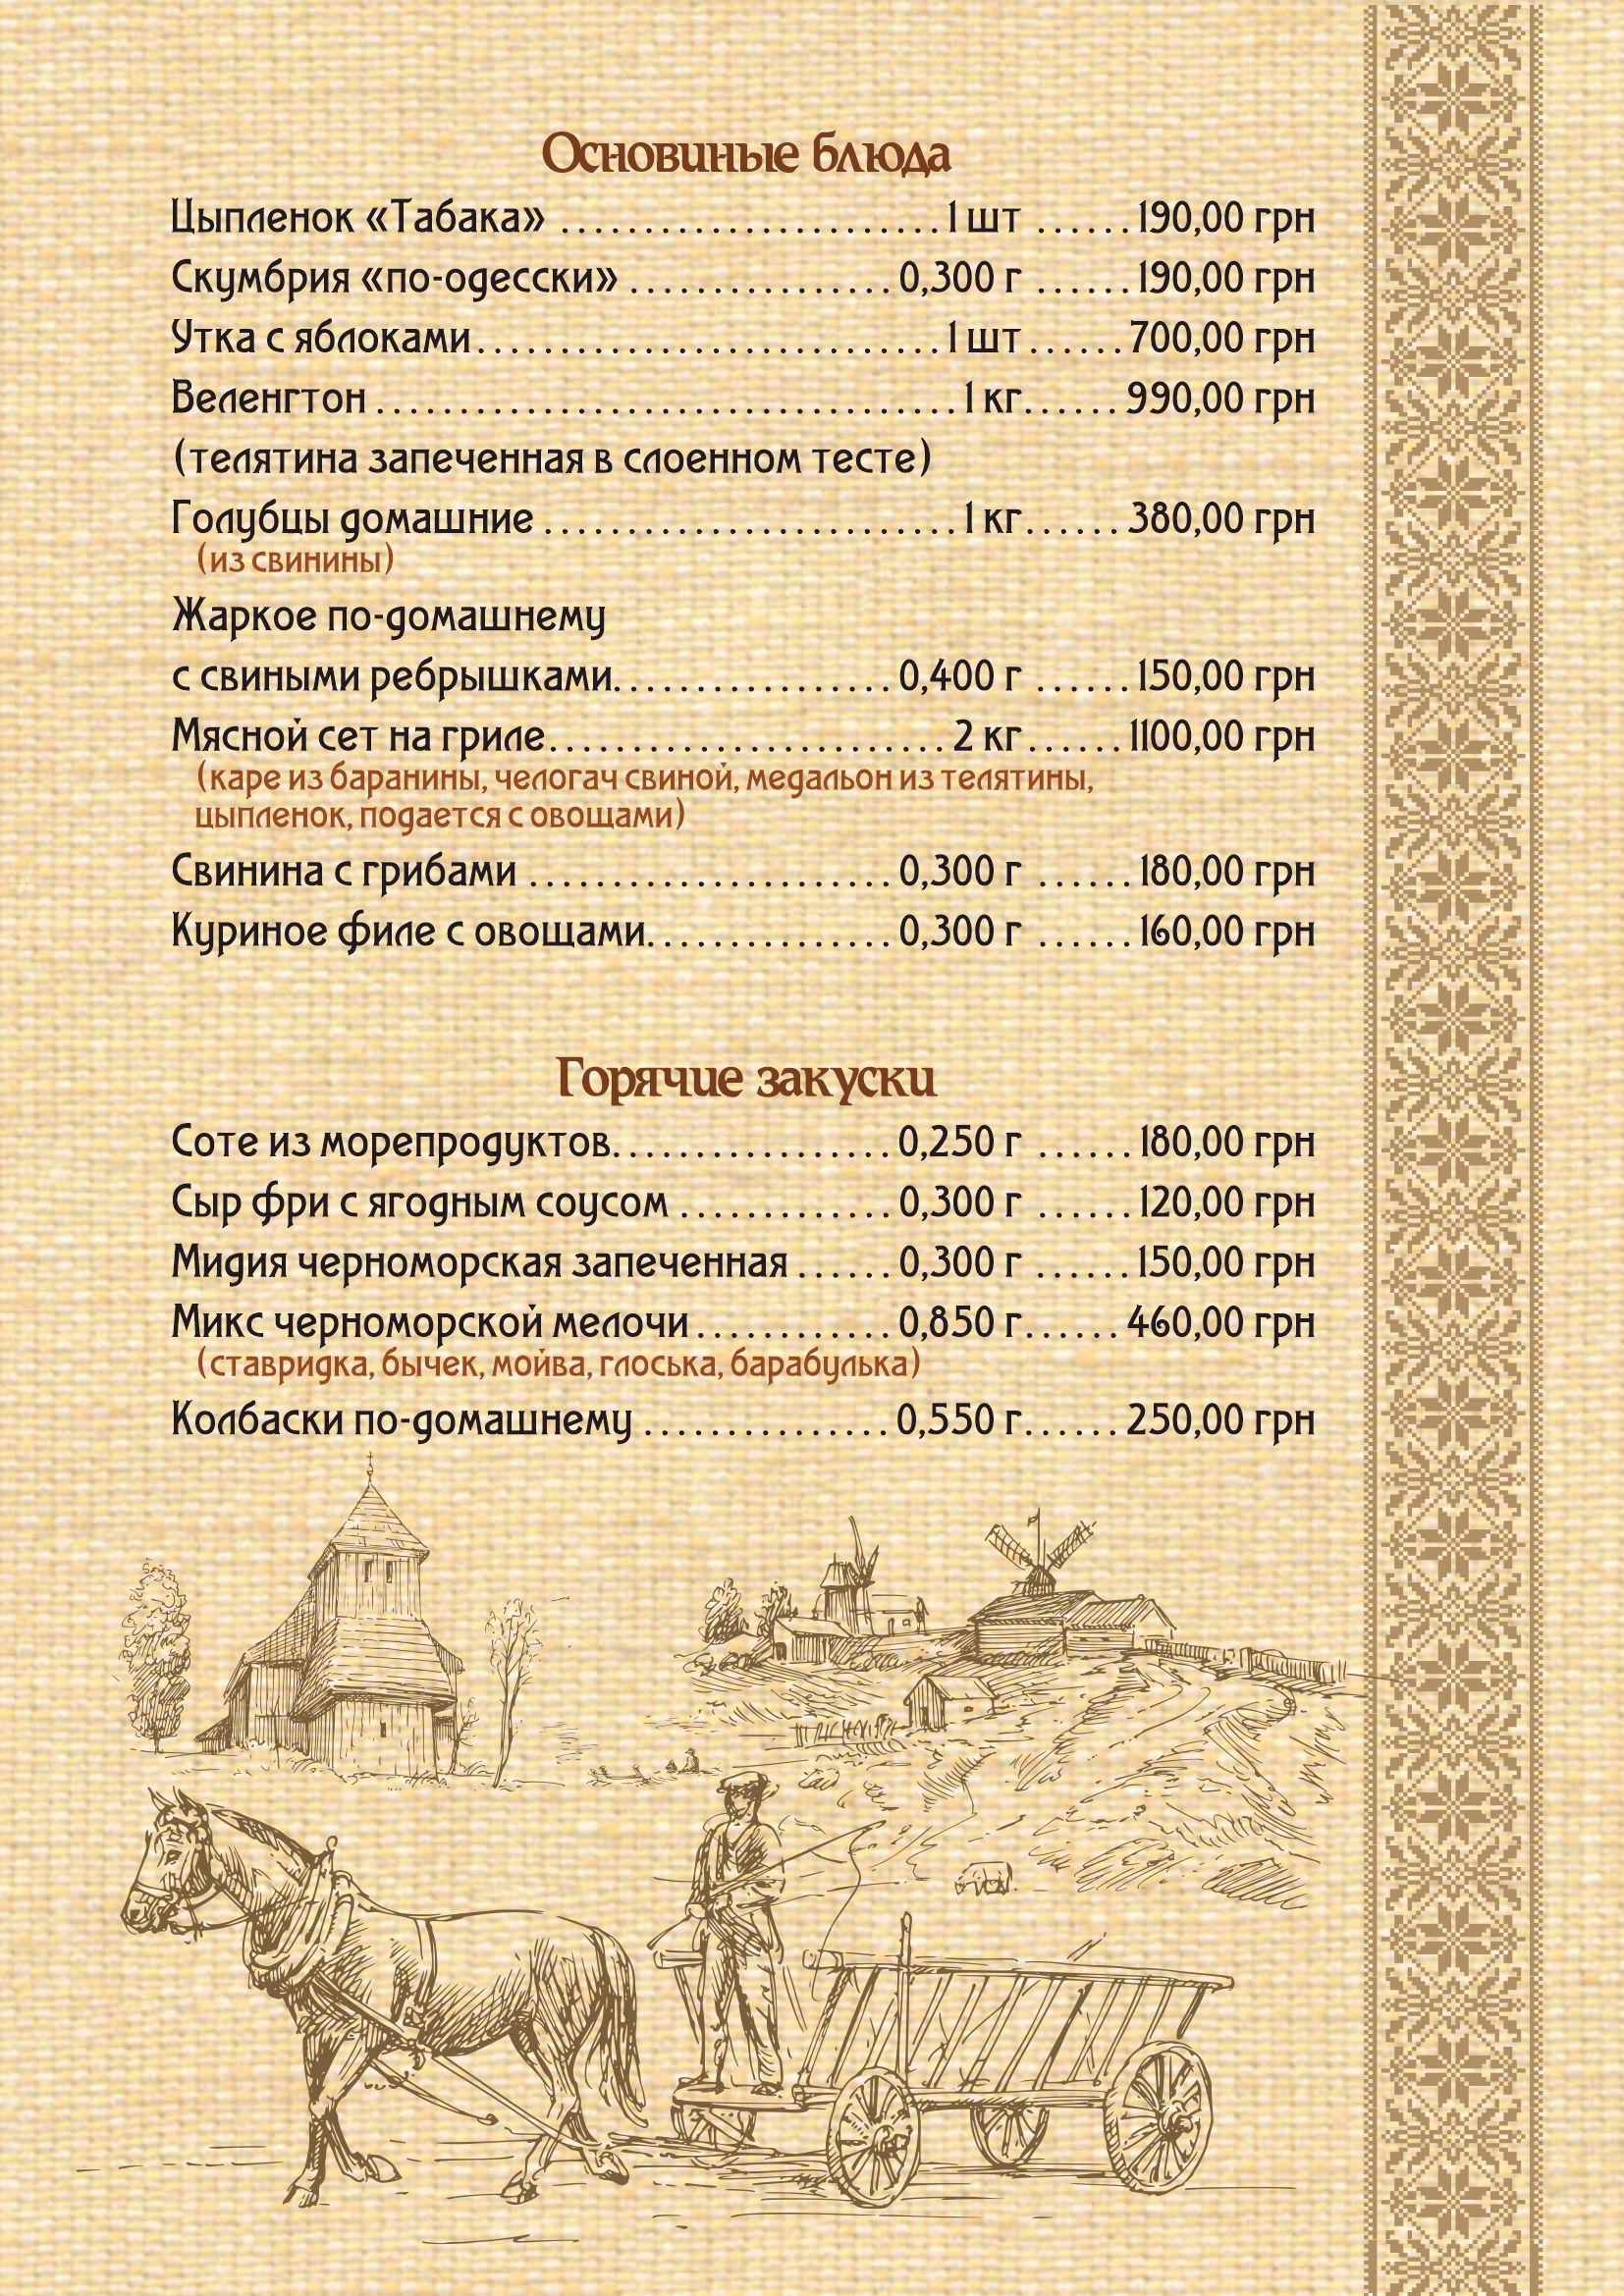 Основиные блюда
Цыпленок «Табака» ....................... 1 шт ...... 190,00 грн
Скумбрия «по-одесски» ................ 0,300 г ...... 190,00 грн
Утка с яблоками ............................ 1 шт ...... 700,00 грн
Веленгтон ................................... 1 кг ...... 990,00 грн
(телятина запеченная в слоенном тесте)
Голубцы домашние ......................... 1 кг ...... 380,00 грн
(из свинины)
Жаркое по-домашнему
с свиными ребрышками ................. 0,400 г ...... 150,00 грн
Мясной сет на гриле ........................ 2 кг ...... 1100,00 грн
(каре из баранины, челогач свиной, медальон из телятины,
цыпленок, подается с овощами)
Свинина с грибами ...................... 0,300 г ...... 180,00 грн
Куриное филе с овощами ............... 0,300 г ...... 160,00 грн
Горячие закуски
Соте из морепродуктов ................. 0,250 г ...... 180,00 грн
Сыр фри с ягодным соусом ............. 0,300 г ...... 120,00 грн
Мидия черноморская запеченная ...... 0,300 г ...... 150,00 грн
Микс черноморской мелочи ............ 0,850 г ...... 460,00 грн
(ставридка, бычек, мойва, глоська, барабулька)
Колбаски по-домашнему ............... 0,550 г ...... 250,00 грн